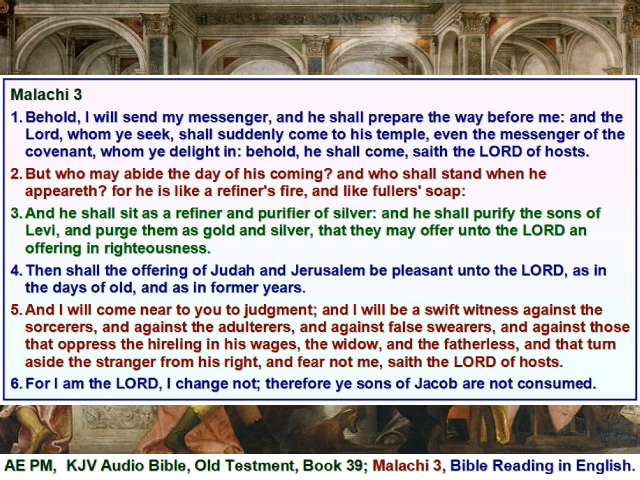 Malachi 3
1. Behold, I will send my messenger, and he shall prepare the way before me: and the
Lord, whom ye seek, shall suddenly come to his temple, even the messenger of the
covenant, whom ye delight in: behold, he shall come, saith the LORD of hosts.
2. But who may abide the day of his coming? and who shall stand when he
appeareth? for he is like a refiner's fire, and like fullers' soap:
3. And he shall sit as a refiner and purifier of silver: and he shall purify the sons of
Levi, and purge them as gold and silver, that they may offer unto the LORD an
offering in righteousness.
4. Then shall the offering of Judah and Jerusalem be pleasant unto the LORD, as in
the days of old, and as in former years.
5. And I will come near to you to judgment; and I will be a swift witness against the
sorcerers, and against the adulterers, and against false swearers, and against those
that oppress the hireling in his wages, the widow, and the fatherless, and that turn
aside the stranger from his right, and fear not me, saith the LORD of hosts.
6. For I am the LORD, I change not; therefore ye sons of Jacob are not consumed.
AE PM, KJV Audio Bible, Old Testment, Book 39; Malachi 3, Bible Reading in English.